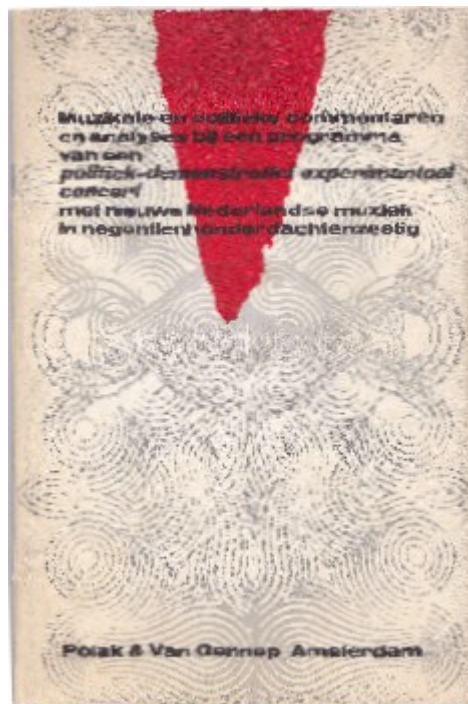 Muzikale en politieke commentaren
en analyses bij een programma
van een
politiek-demonstratief experimenteel
concert
met nieuwe Nederlandse muziek
in negentienhonderdachtenzestig
Polak & Van Gennep Amsterdam